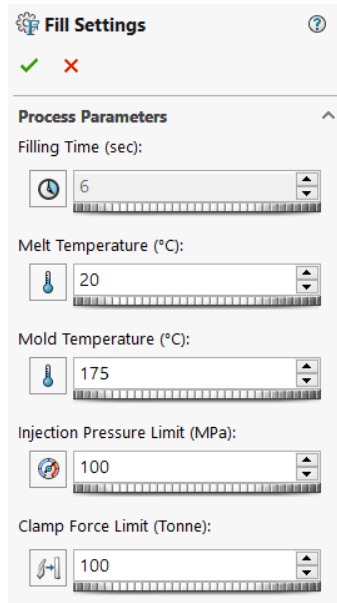 Fill Settings
Process Parameters
Filling Time (sec):
6
Melt Temperature (°C):
20
Mold Temperature (°C):
175
Injection Pressure Limit (MPa):
100
Clamp Force Limit (Tonne):
100